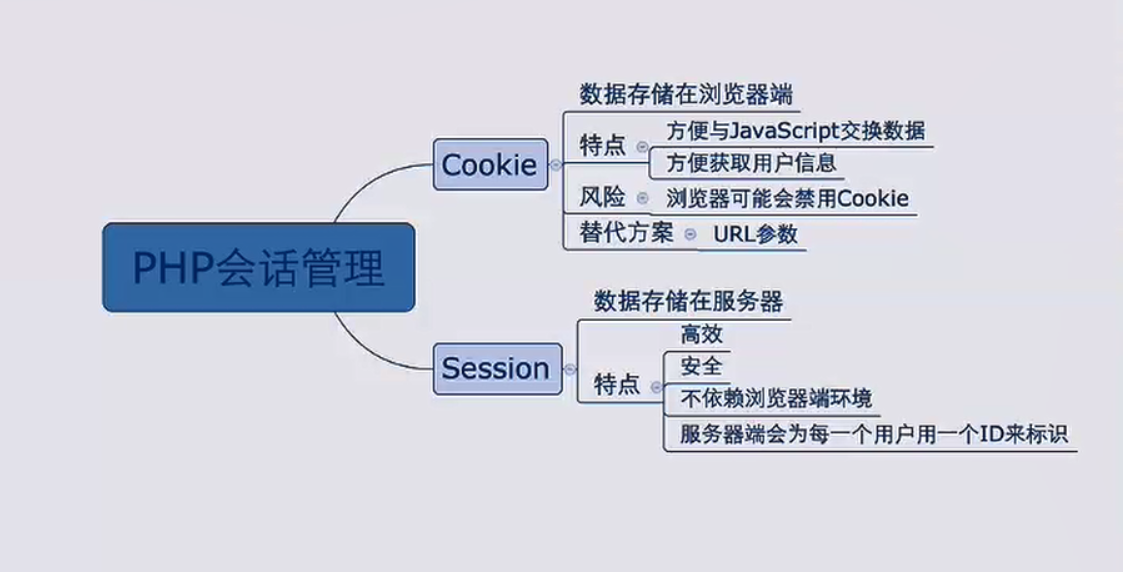 PHP会话管理
Cookie
数据存储在浏览器端
特点
方便与JavaScript交换数据
方便获取用户信息
风险
浏览器可能会禁用Cookie
替代方案
URL参数
Session
数据存储在服务器
特点
高效
安全
不依赖浏览器端环境
服务器端会为每一个用户用一个ID来标识